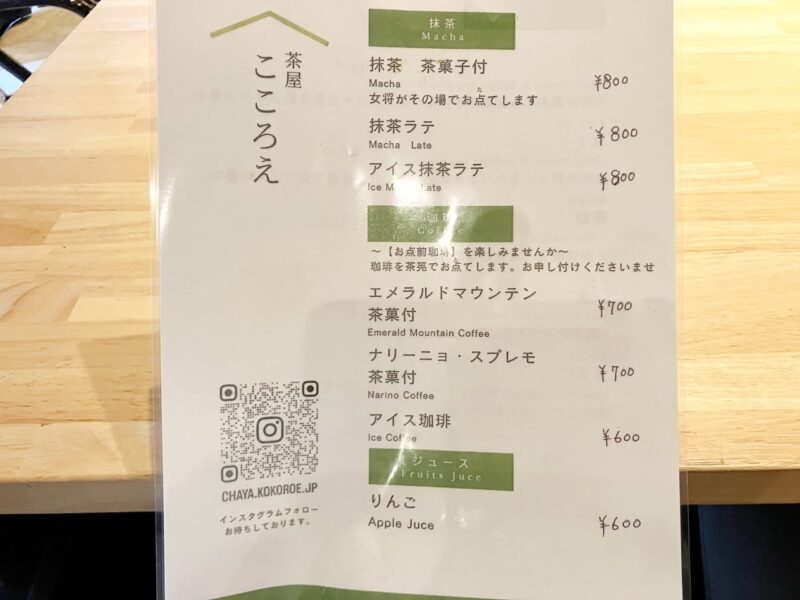 茶屋
こころえ
抹茶
Macha
抹茶 茶菓子付 ¥800
Macha
女将がその場でお点てします
た
抹茶ラテ ¥800
Macha Late
アイス抹茶ラテ ¥800
Ice Late
珈琲
Coffee
〜【お点前珈琲】を楽しみませんか〜
珈琲を茶筅でお点てします。お申し付けくださいませ
エメラルドマウンテン
茶菓付 ¥700
Emerald Mountain Coffee
ナリーニョ・スプレモ
茶菓付 ¥700
Narino Coffee
アイス珈琲
Ice Coffee ¥600
ジュース
Fruits Juce
りんご
Apple Juce ¥600
CHAYA.KOKOROE.JP
インスタグラムフォロー
お待ちしております。